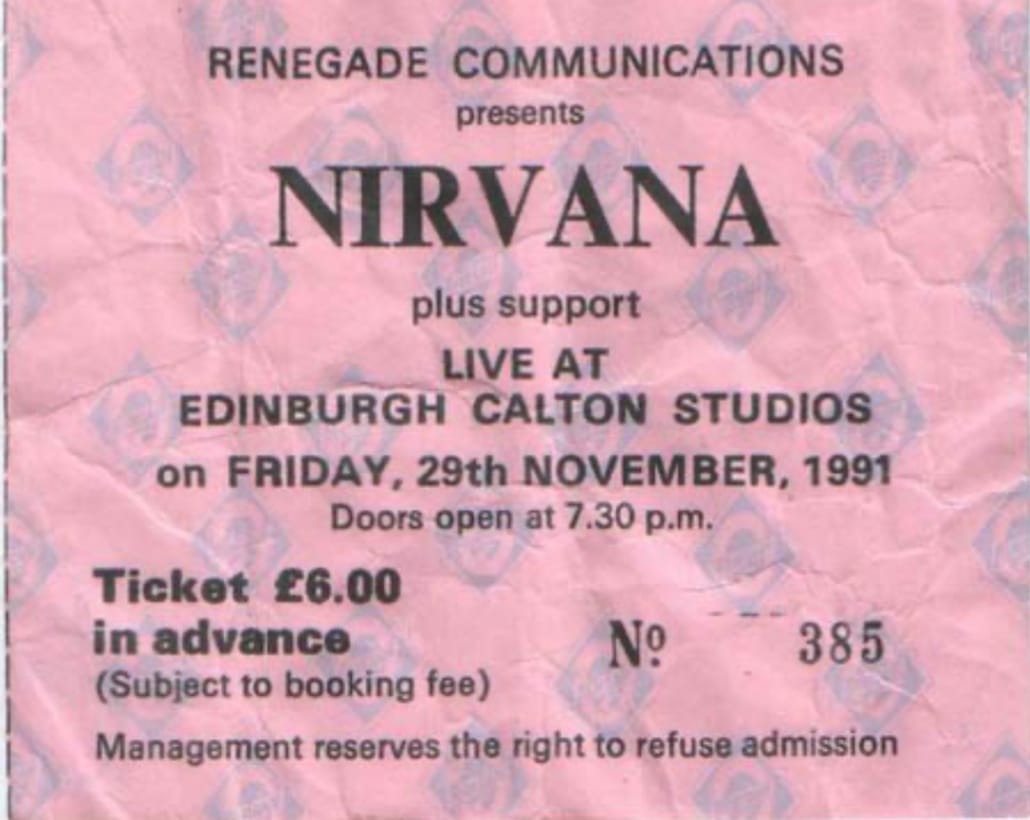 RENEGADE COMMUNICATIONS
presents
NIRVANA
plus support
LIVE AT
EDINBURGH CALTON STUDIOS
on FRIDAY, 29th NOVEMBER, 1991
Doors open at 7.30 p.m.
Ticket £6.00
in advance
(Subject to booking fee)
Nº 385
Management reserves the right to refuse admission